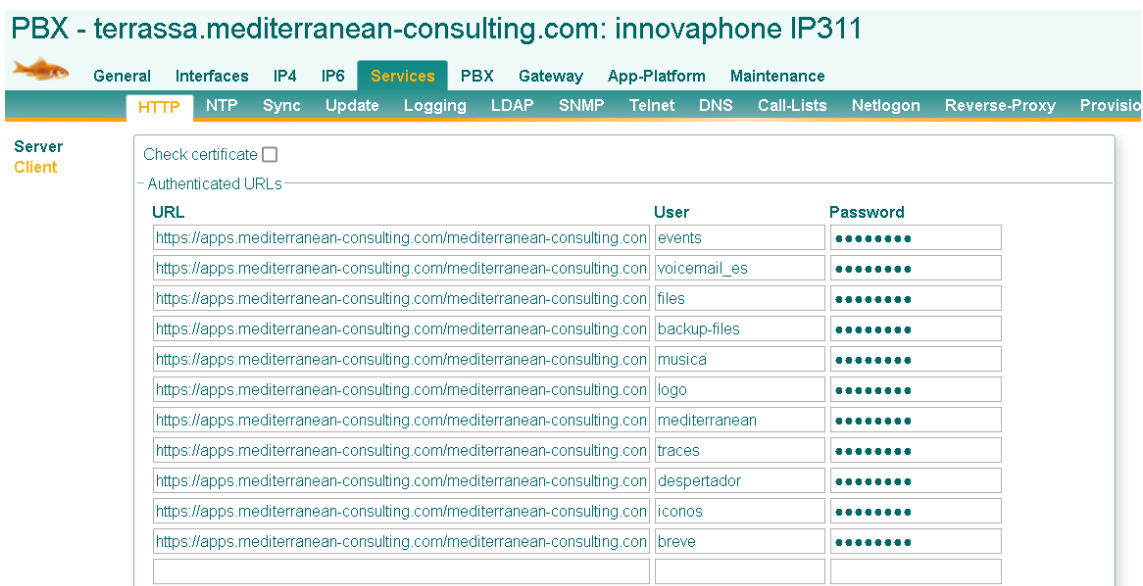 PBX - terrassa.mediterranean-consulting.com: innovaphone IP311
General Interfaces IP4 IP6 Services PBX Gateway App-Platform Maintenance
HTTP NTP Sync Update Logging LDAP SNMP Telnet DNS Call-Lists Netlogon Reverse-Proxy Provisio
Server
Client
Check certificate
Authenticated URLs
URL User Password
https://apps.mediterranean-consulting.com/mediterranean-consulting.con events ●●●●●●●●
https://apps.mediterranean-consulting.com/mediterranean-consulting.con voicemail_es ●●●●●●●●
https://apps.mediterranean-consulting.com/mediterranean-consulting.con files ●●●●●●●●
https://apps.mediterranean-consulting.com/mediterranean-consulting.con backup-files ●●●●●●●●
https://apps.mediterranean-consulting.com/mediterranean-consulting.con musica ●●●●●●●●
https://apps.mediterranean-consulting.com/mediterranean-consulting.con logo ●●●●●●●●
https://apps.mediterranean-consulting.com/mediterranean-consulting.con mediterranean ●●●●●●●●
https://apps.mediterranean-consulting.com/mediterranean-consulting.con traces ●●●●●●●●
https://apps.mediterranean-consulting.com/mediterranean-consulting.con despertador ●●●●●●●●
https://apps.mediterranean-consulting.com/mediterranean-consulting.con iconos ●●●●●●●●
https://apps.mediterranean-consulting.com/mediterranean-consulting.con breve ●●●●●●●●